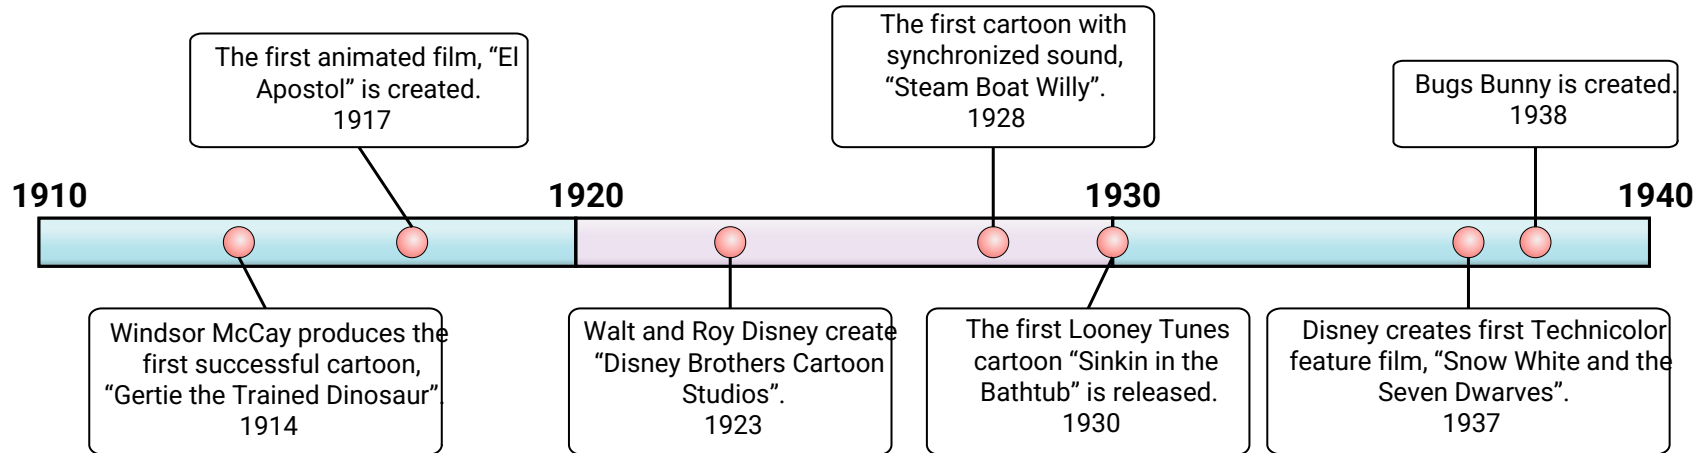 The first animated film, “El
Apostol” is created.
1917
The first cartoon with
synchronized sound,
“Steam Boat Willy”.
1928
Bugs Bunny is created.
1938
1910
1920
1930
1940
Windsor McCay produces the
first successful cartoon,
“Gertie the Trained Dinosaur”.
1914
Walt and Roy Disney create
“Disney Brothers Cartoon
Studios”.
1923
The first Looney Tunes
cartoon “Sinkin in the
Bathtub” is released.
1930
Disney creates first Technicolor
feature film, “Snow White and the
Seven Dwarves”.
1937